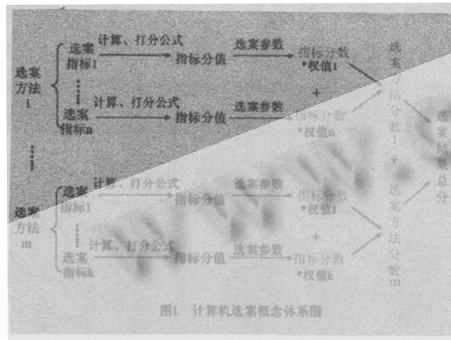 选案方法1
选案指标1
计算、打分公式
指标分值
选案参数
指标分数*权值1
+
选案指标n
计算、打分公式
指标分值
选案参数
指标分数*权值n
选案方法分数1
+
选案方法m
选案指标1
计算、打分公式
指标分值
选案参数
指标分数*权值1
+
选案指标k
计算、打分公式
指标分值
选案参数
指标分数*权值k
选案方法分数m
总分
图1 计算机选案概念体系图